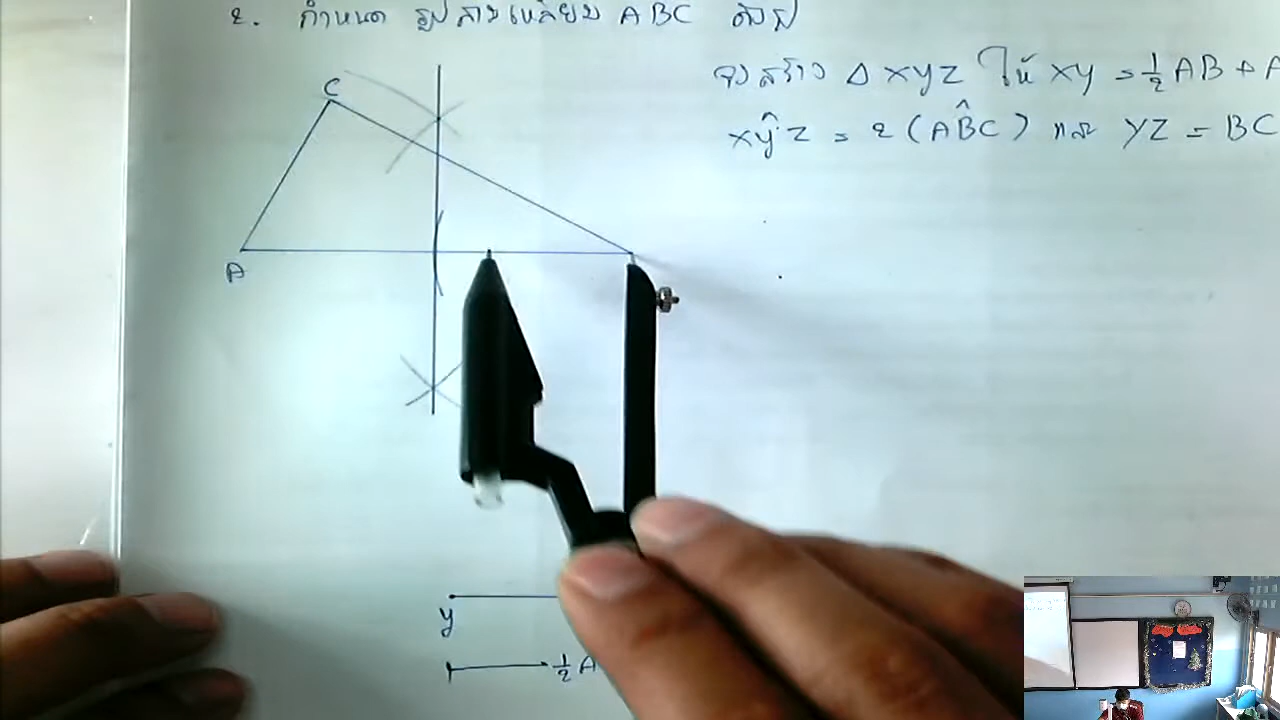 2. กำหนด รูปสามเหลี่ยม ABC ดังรูป
จงสร้าง Δ XYZ ให้ XY = ½ AB + A
XŶZ = 2 (AB̂C) และ YZ = BC
C
A
Y
½ A